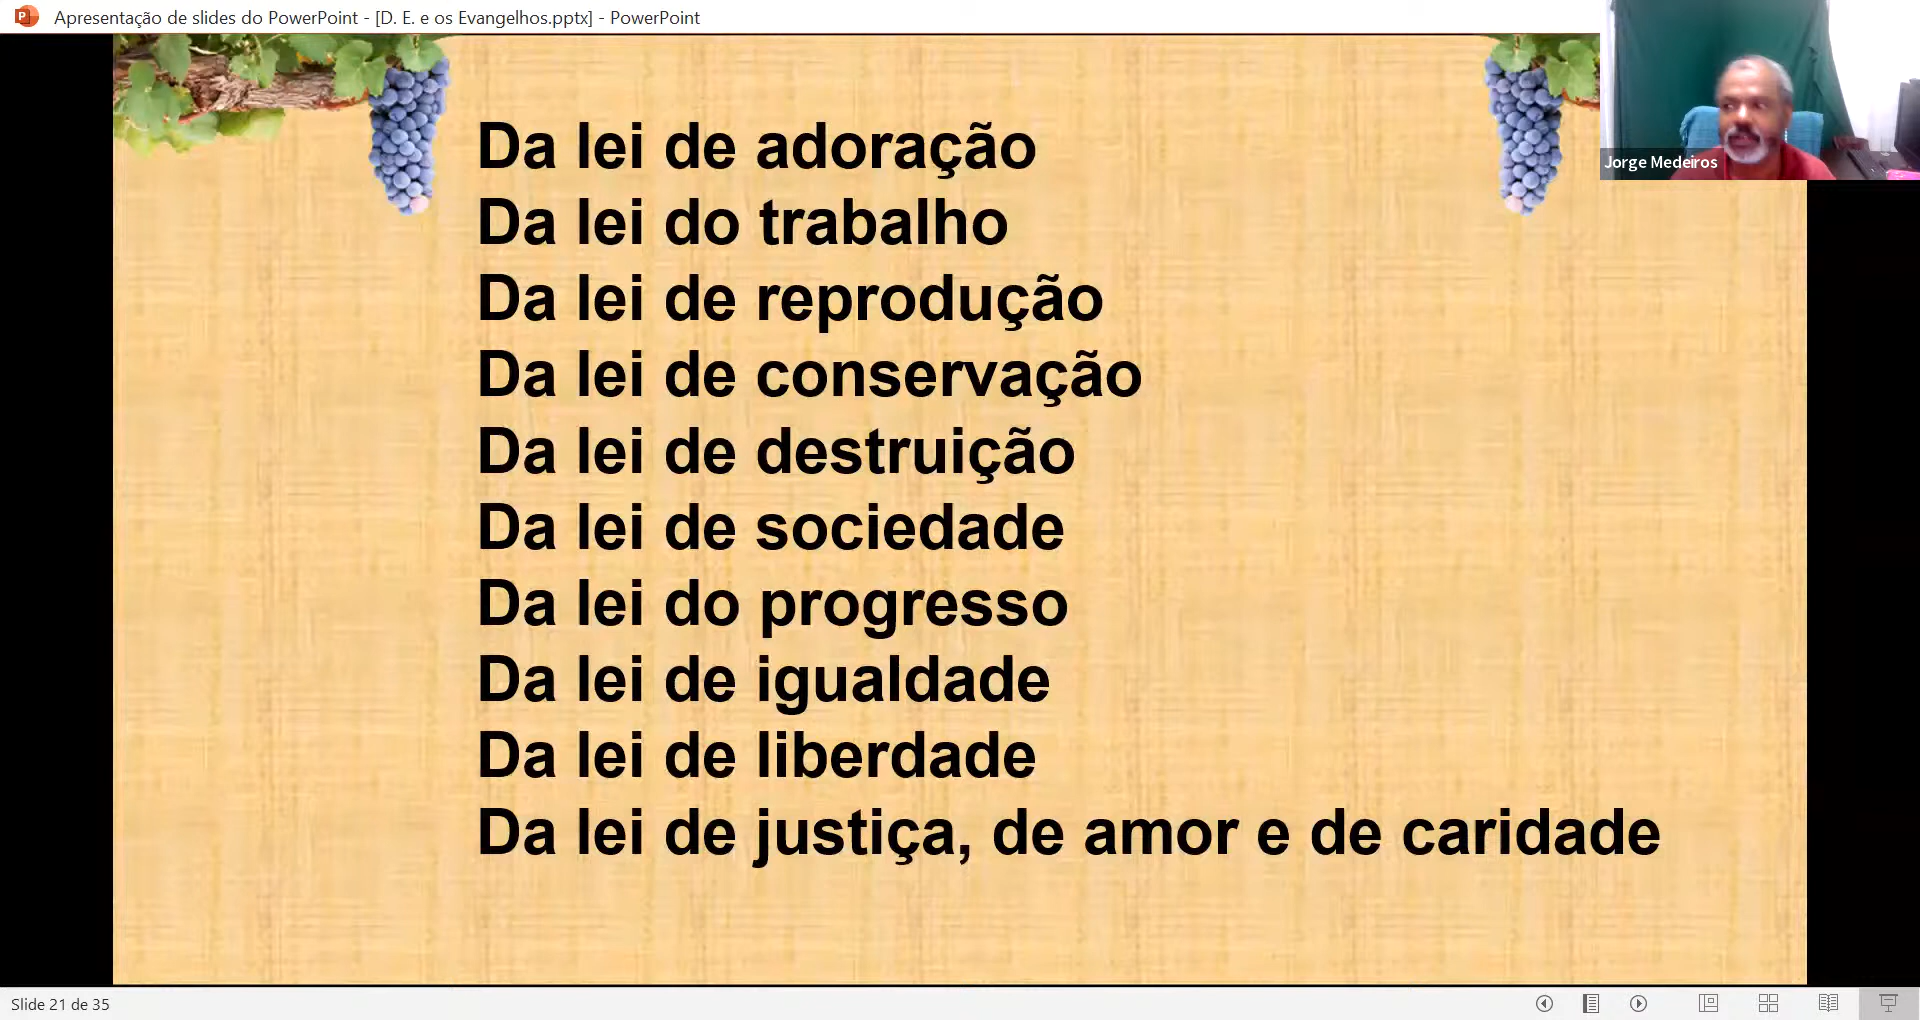 Apresentação de slides do PowerPoint - [D. E. e os Evangelhos.pptx] - PowerPoint
Jorge Medeiros
Da lei de adoração
Da lei do trabalho
Da lei de reprodução
Da lei de conservação
Da lei de destruição
Da lei de sociedade
Da lei do progresso
Da lei de igualdade
Da lei de liberdade
Da lei de justiça, de amor e de caridade
Slide 21 de 35